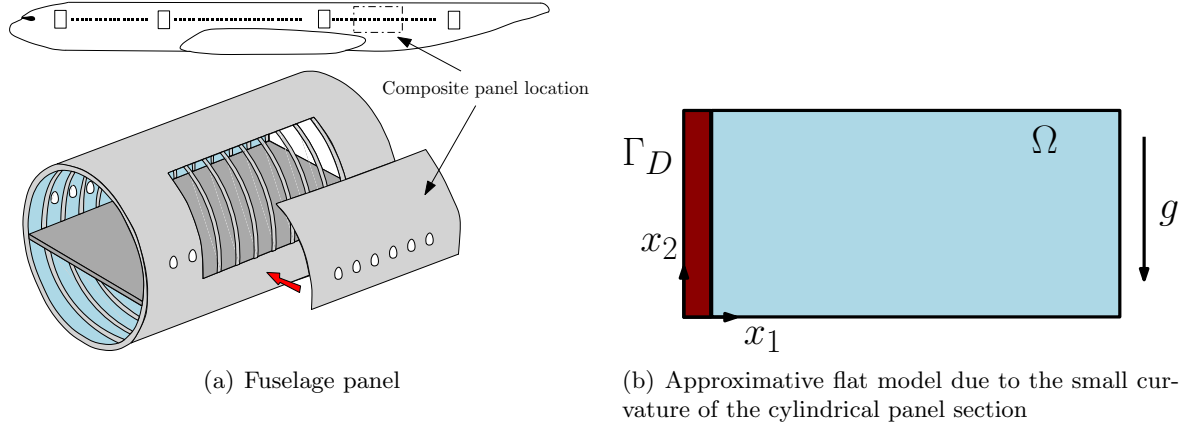 Composite panel location
Γ_D
Ω
g
x_2
x_1
(a) Fuselage panel
(b) Approximative flat model due to the small cur-
vature of the cylindrical panel section